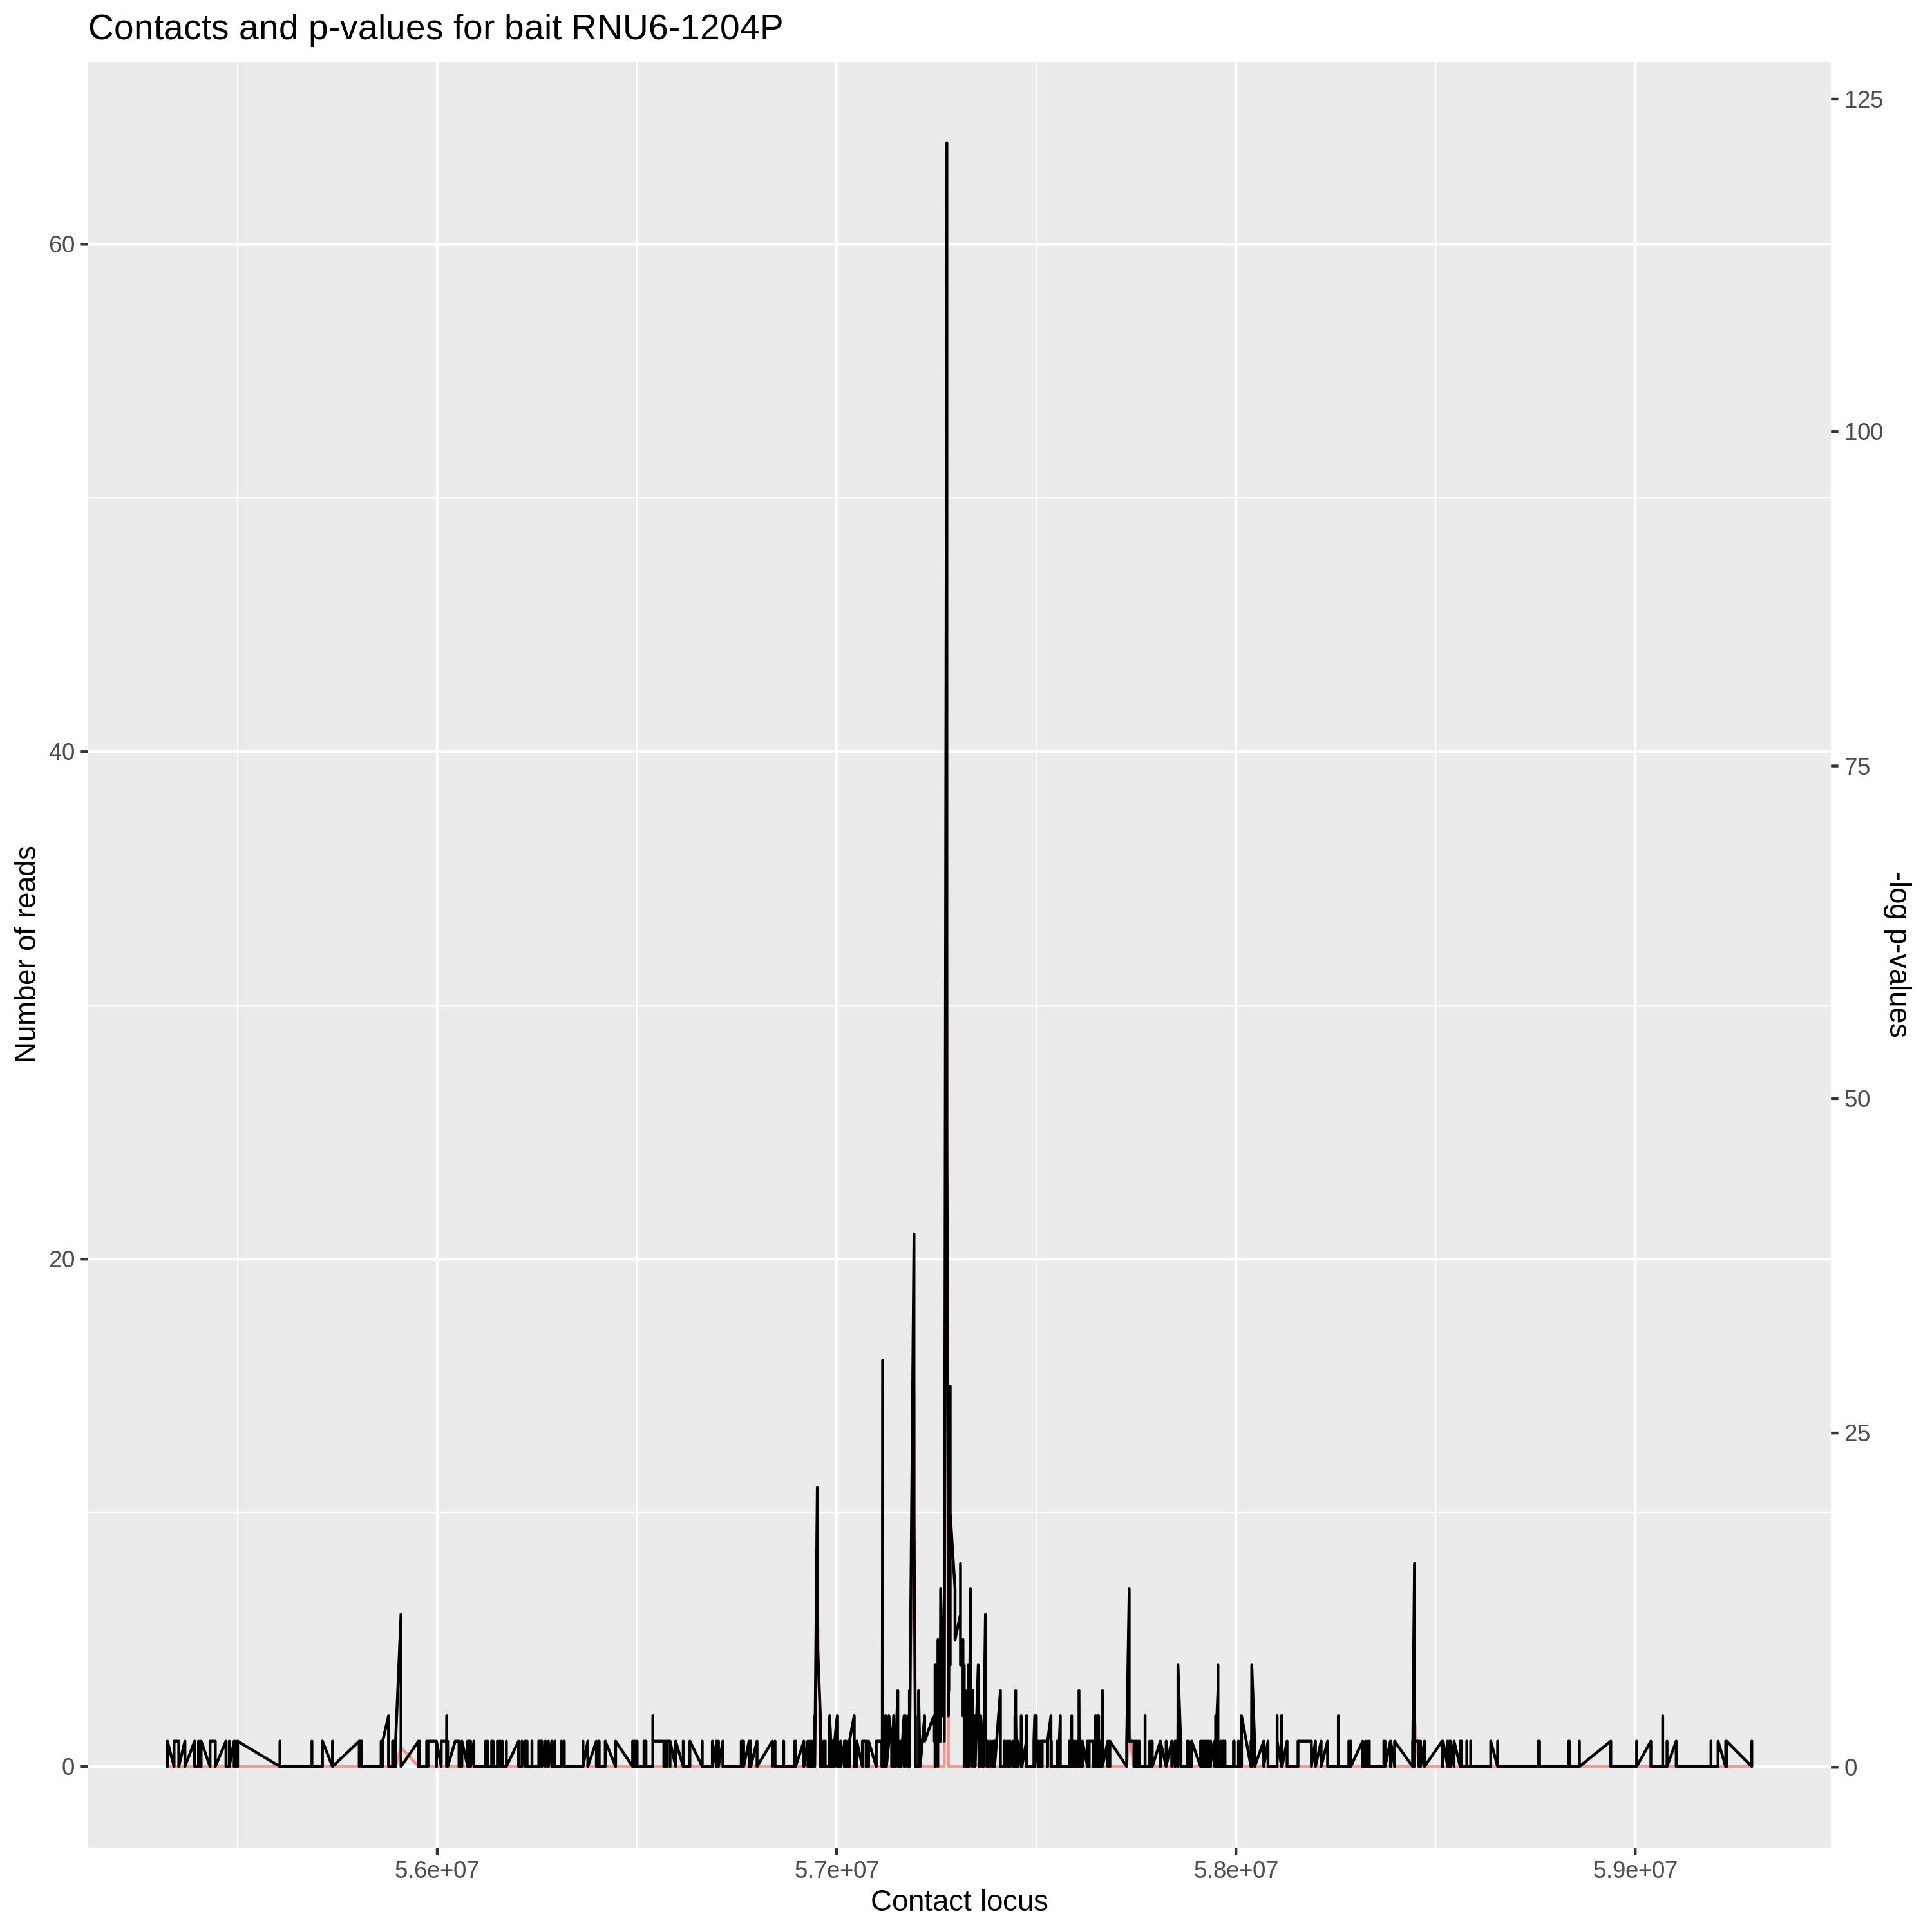 Contacts and p-values for bait RNU6-1204P
125
60
100
40
75
Number of reads
-log p-values
50
20
25
0
0
5.6e+07
5.7e+07
5.8e+07
5.9e+07
Contact locus